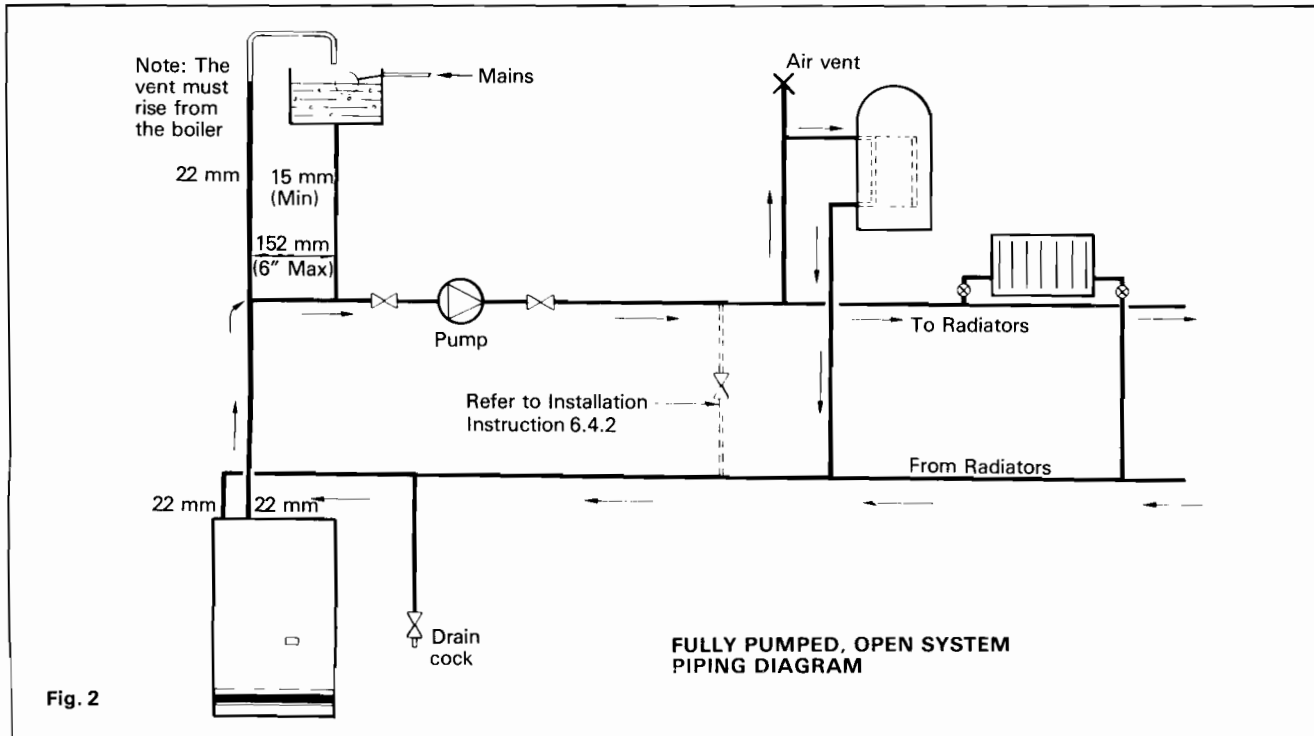 Note: The
vent must
rise from
the boiler
Mains
Air vent
22 mm
15 mm
(Min)
152 mm
(6" Max)
Pump
To Radiators
Refer to Installation
Instruction 6.4.2
From Radiators
22 mm
22 mm
Drain
cock
FULLY PUMPED, OPEN SYSTEM
PIPING DIAGRAM
Fig. 2